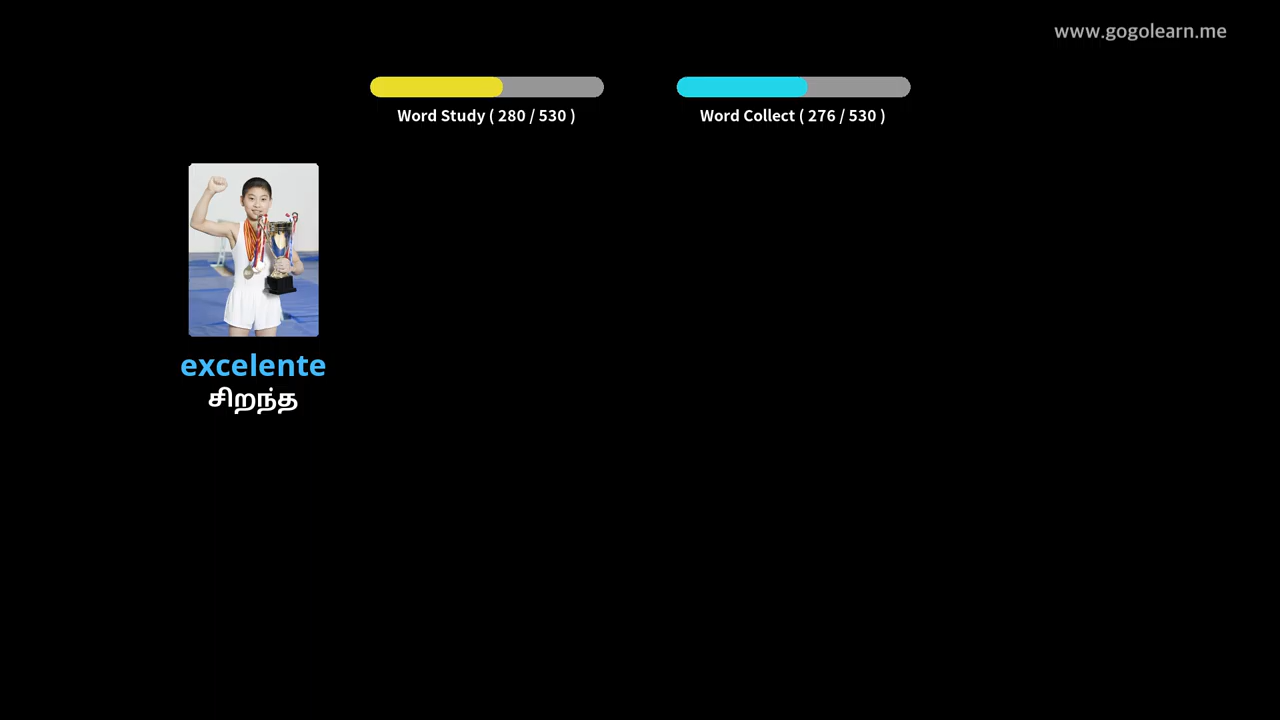 www.gogolearn.me
Word Study ( 280 / 530 )
Word Collect ( 276 / 530 )
excelente
சிறந்த